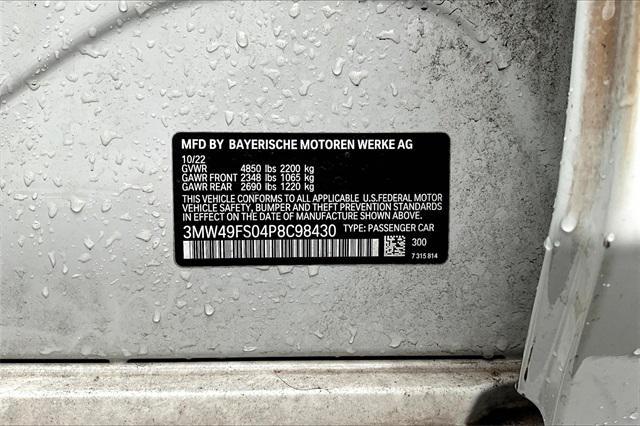 MFD BY BAYERISCHE MOTOREN WERKE AG
10/22
GVWR 4850 lbs 2200 kg
GAWR FRONT 2348 lbs 1065 kg
GAWR REAR 2690 lbs 1220 kg
THIS VEHICLE CONFORMS TO ALL APPLICABLE U.S.FEDERAL MOTOR
VEHICLE SAFETY, BUMPER AND THEFT PREVENTION STANDARDS
IN EFFECT ON THE DATE OF MANUFACTURE SHOWN ABOVE.
3MW49FS04P8C98430 TYPE: PASSENGER CAR
300
7 315 814